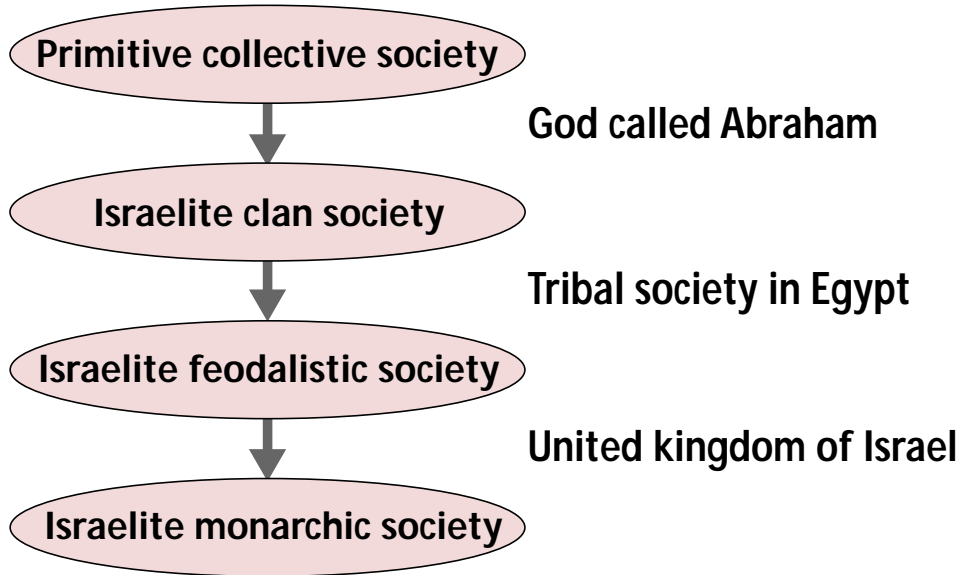 Primitive collective society
God called Abraham
Israelite clan society
Tribal society in Egypt
Israelite feodalistic society
United kingdom of Israel
Israelite monarchic society